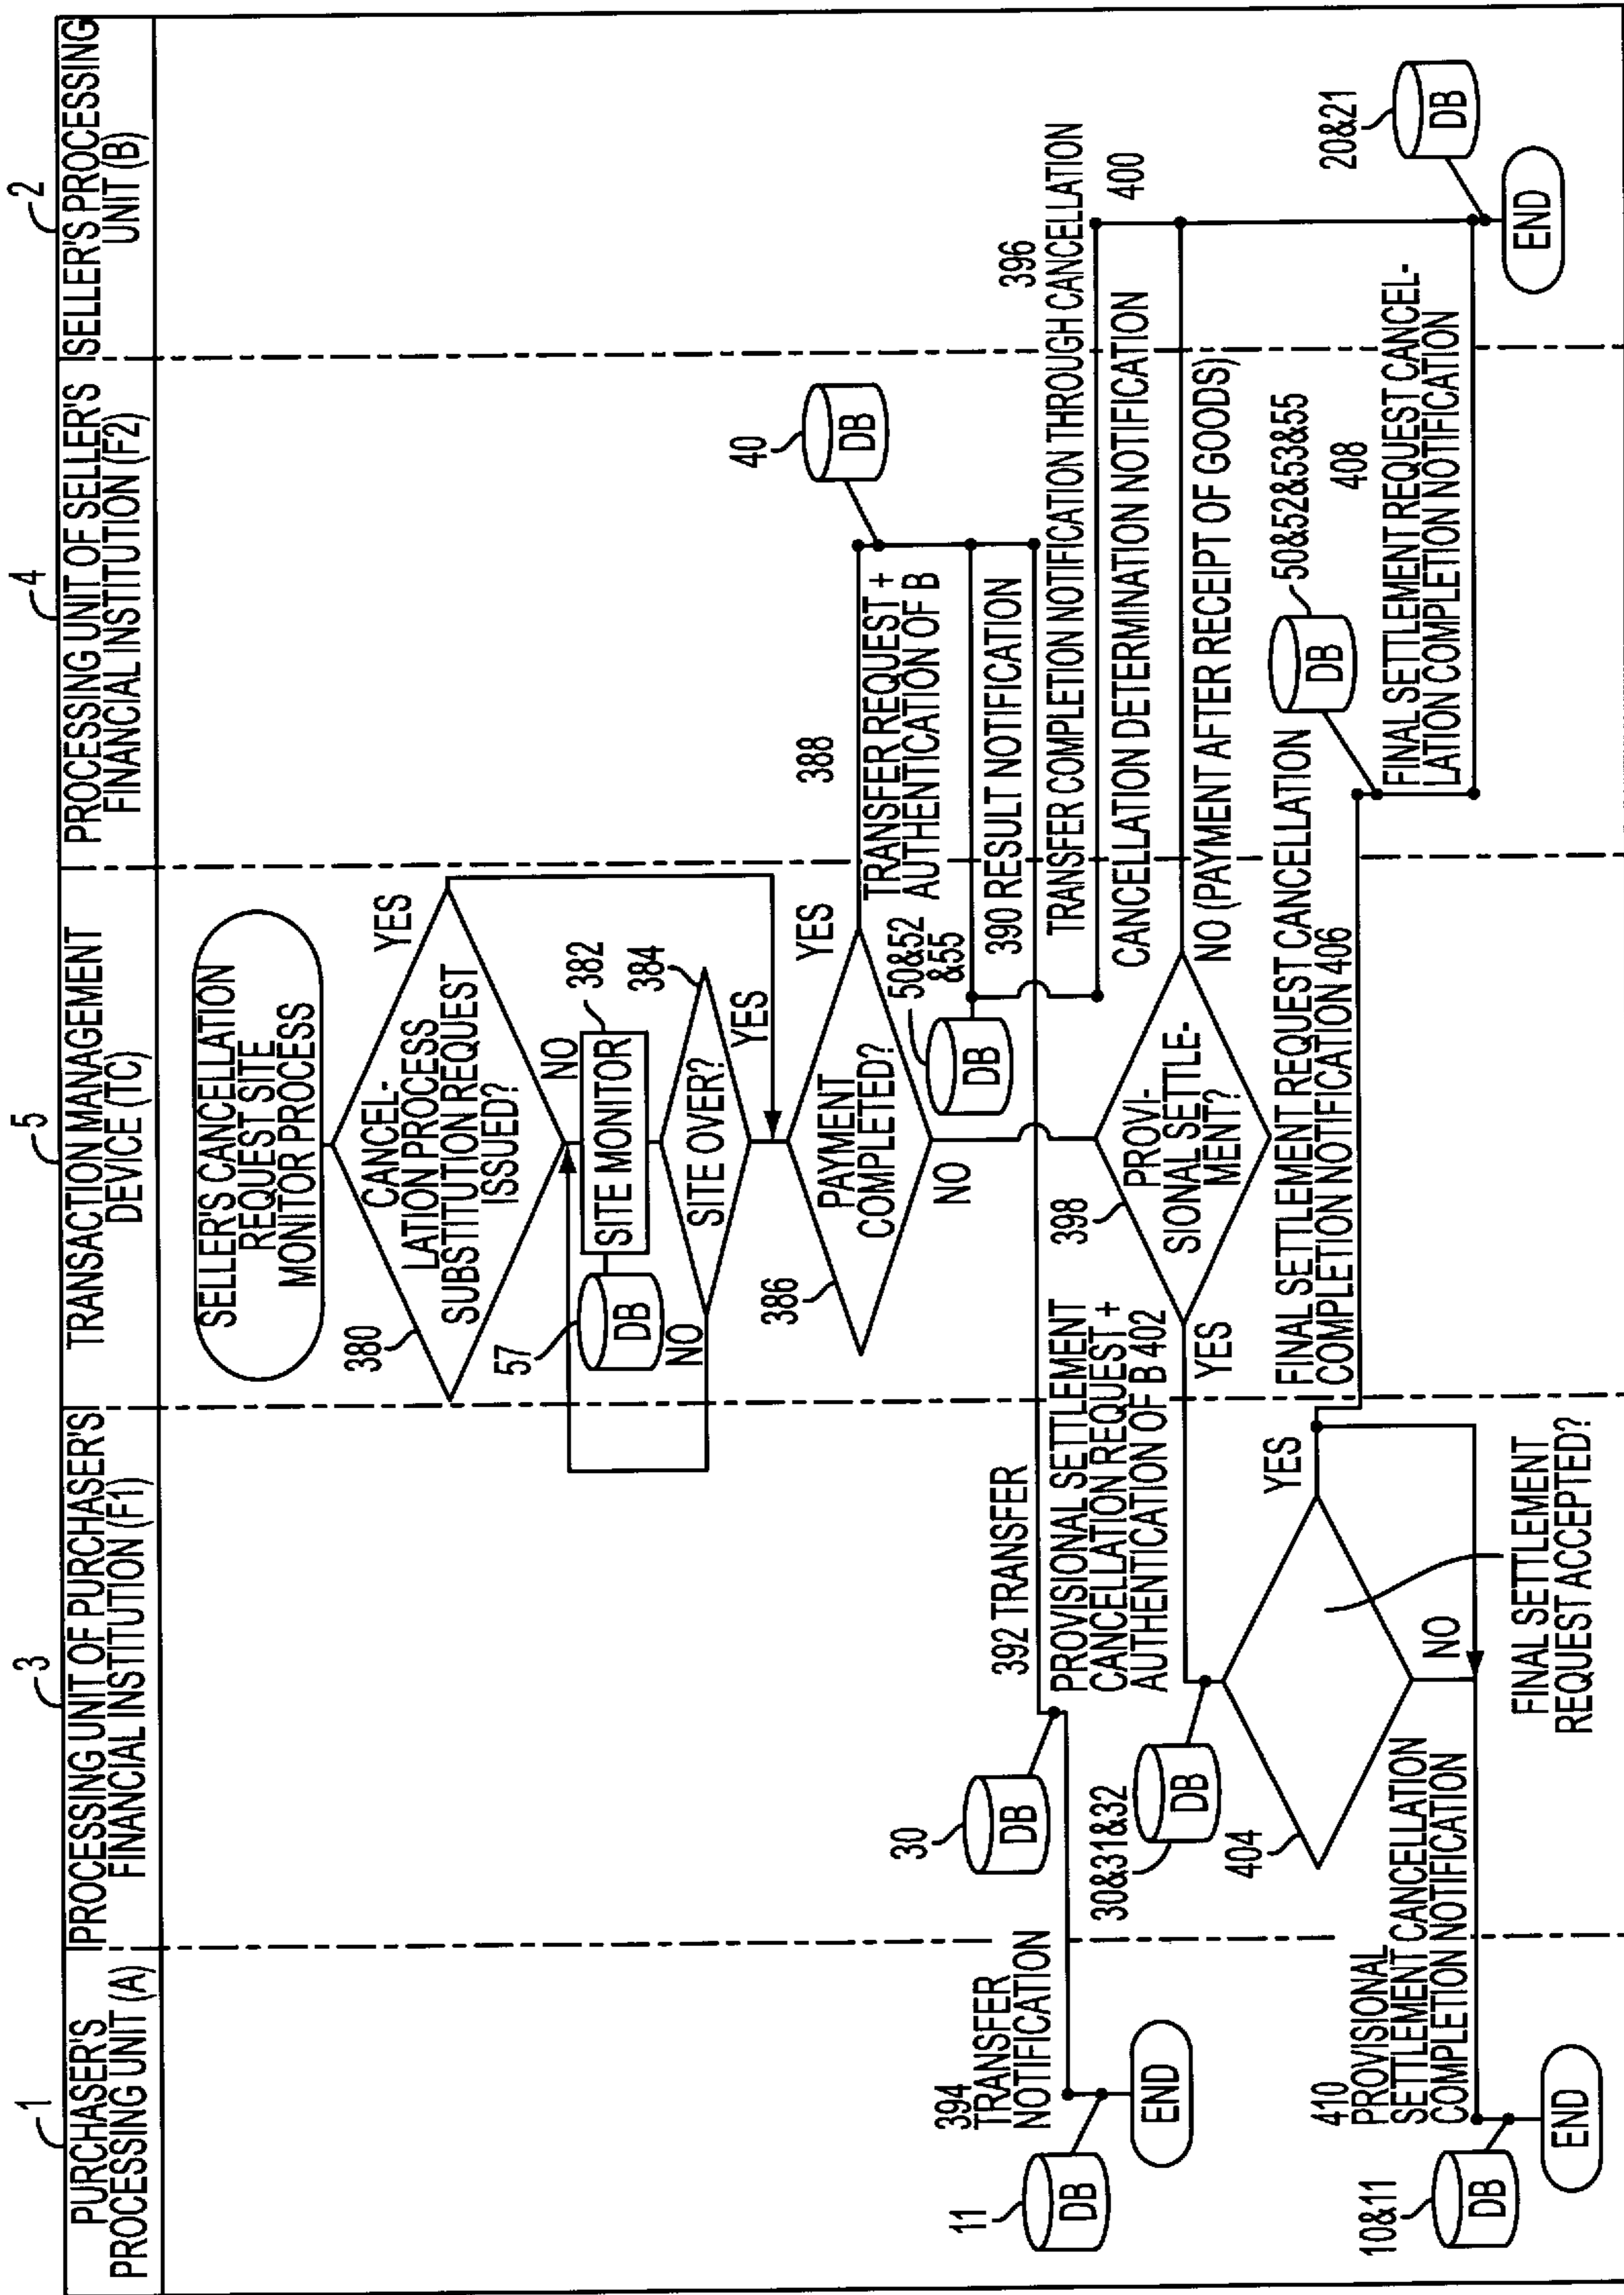 1
PURCHASER'S
PROCESSING UNIT (A)
3
PROCESSING UNIT OF PURCHASER'S
FINANCIAL INSTITUTION (F1)
5
TRANSACTION MANAGEMENT
DEVICE (TC)
4
PROCESSING UNIT OF SELLER'S
FINANCIAL INSTITUTION (F2)
2
SELLER'S PROCESSING
UNIT (B)
SELLER'S CANCELLATION
REQUEST SITE
MONITOR PROCESS
380
CANCEL-
LATION PROCESS
SUBSTITUTION REQUEST
ISSUED?
YES
NO
382
SITE MONITOR
57
DB
384
SITE OVER?
NO
YES
386
PAYMENT
COMPLETED?
YES
NO
388
TRANSFER REQUEST +
AUTHENTICATION OF B
40
DB
50&52
&55
DB
390 RESULT NOTIFICATION
392 TRANSFER
30
DB
394
TRANSFER
NOTIFICATION
11
DB
END
396
TRANSFER COMPLETION NOTIFICATION THROUGH CANCELLATION
398
PROVI-
SIONAL SETTLE-
MENT?
YES
400
CANCELLATION DETERMINATION NOTIFICATION
NO (PAYMENT AFTER RECEIPT OF GOODS)
PROVISIONAL SETTLEMENT
CANCELLATION REQUEST +
AUTHENTICATION OF B 402
30&31&32
DB
404
YES
NO
FINAL SETTLEMENT
REQUEST ACCEPTED?
FINAL SETTLEMENT REQUEST CANCELLATION
COMPLETION NOTIFICATION 406
50&52&53&55
DB
408
FINAL SETTLEMENT REQUEST CANCEL-
LATION COMPLETION NOTIFICATION
20&21
DB
END
410
PROVISIONAL
SETTLEMENT CANCELLATION
COMPLETION NOTIFICATION
10&11
DB
END